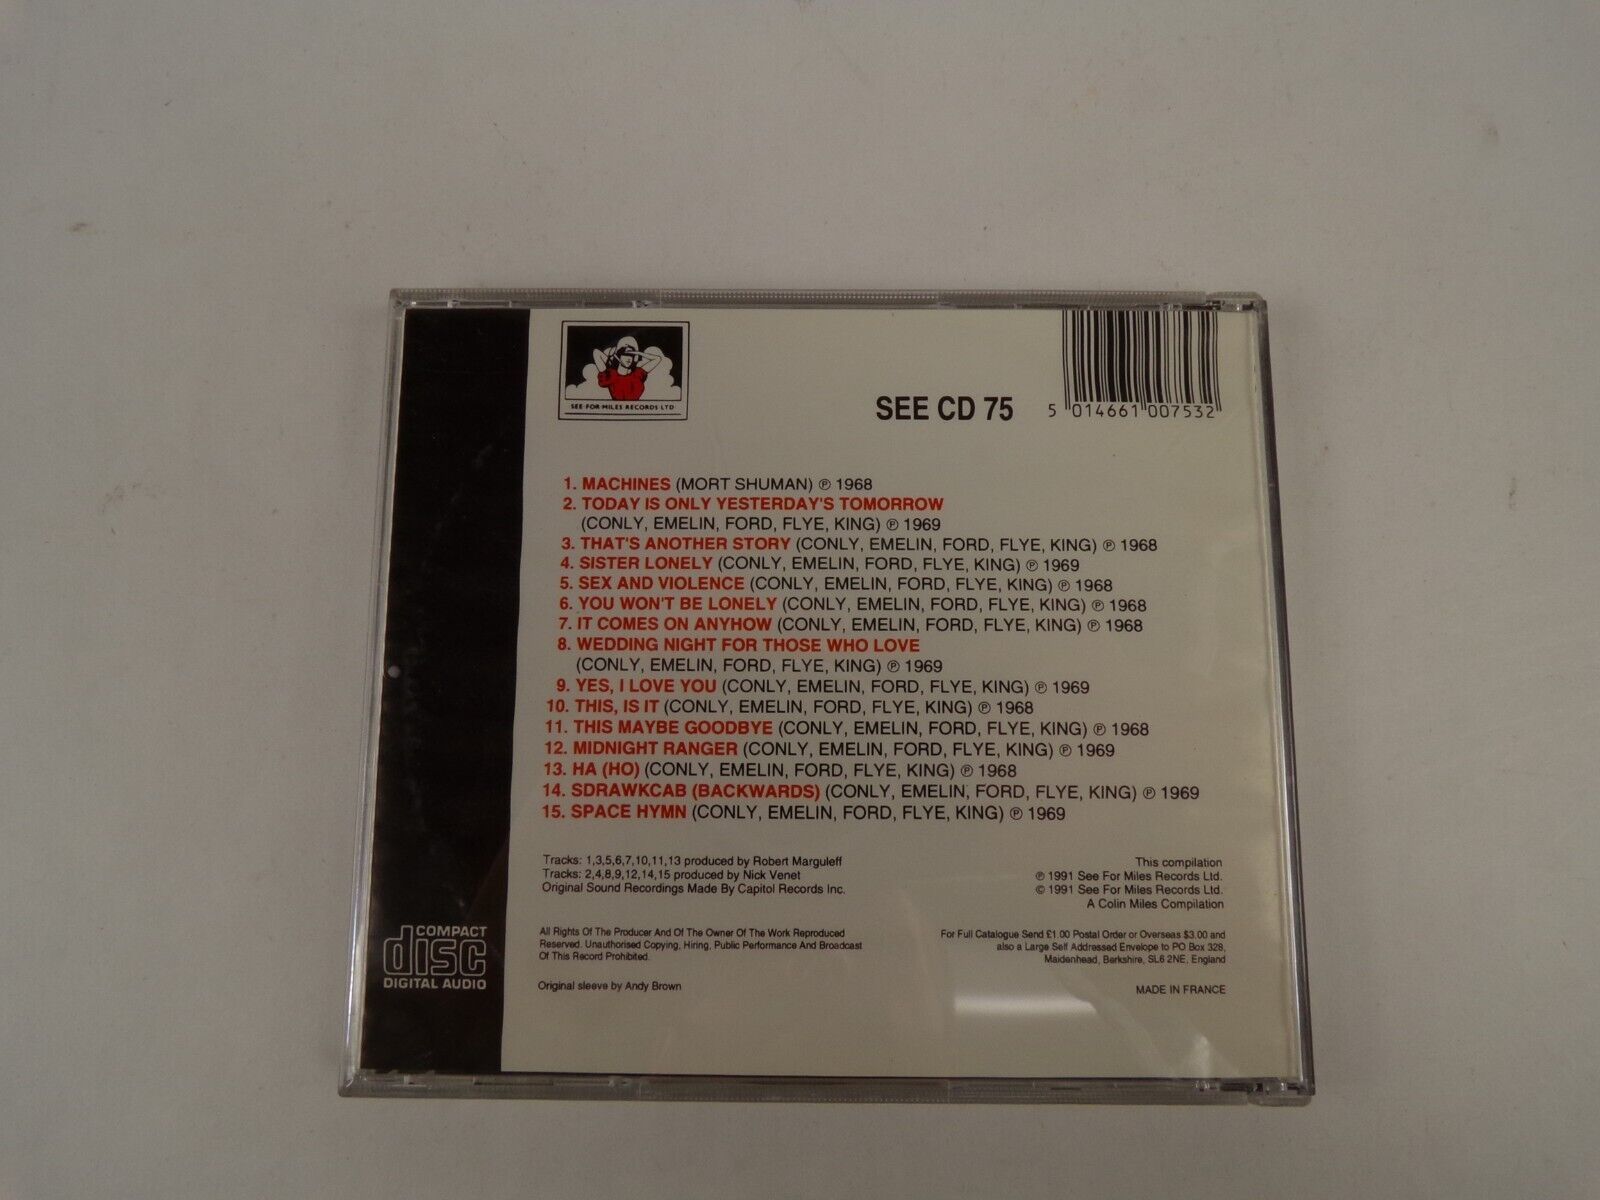 SEE·FOR·MILES RECORDS LTD
SEE CD 75
5 014661 007532
1. MACHINES (MORT SHUMAN) ℗ 1968
2. TODAY IS ONLY YESTERDAY'S TOMORROW
(CONLY, EMELIN, FORD, FLYE, KING) ℗ 1969
3. THAT'S ANOTHER STORY (CONLY, EMELIN, FORD, FLYE, KING) ℗ 1968
4. SISTER LONELY (CONLY, EMELIN, FORD, FLYE, KING) ℗ 1969
5. SEX AND VIOLENCE (CONLY, EMELIN, FORD, FLYE, KING) ℗ 1968
6. YOU WON'T BE LONELY (CONLY, EMELIN, FORD, FLYE, KING) ℗ 1968
7. IT COMES ON ANYHOW (CONLY, EMELIN, FORD, FLYE, KING) ℗ 1968
8. WEDDING NIGHT FOR THOSE WHO LOVE
(CONLY, EMELIN, FORD, FLYE, KING) ℗ 1969
9. YES, I LOVE YOU (CONLY, EMELIN, FORD, FLYE, KING) ℗ 1969
10. THIS, IS IT (CONLY, EMELIN, FORD, FLYE, KING) ℗ 1968
11. THIS MAYBE GOODBYE (CONLY, EMELIN, FORD, FLYE, KING) ℗ 1968
12. MIDNIGHT RANGER (CONLY, EMELIN, FORD, FLYE, KING) ℗ 1969
13. HA (HO) (CONLY, EMELIN, FORD, FLYE, KING) ℗ 1968
14. SDRAWKCAB (BACKWARDS) (CONLY, EMELIN, FORD, FLYE, KING) ℗ 1969
15. SPACE HYMN (CONLY, EMELIN, FORD, FLYE, KING) ℗ 1969
Tracks: 1,3,5,6,7,10,11,13 produced by Robert Marguleff
Tracks: 2,4,8,9,12,14,15 produced by Nick Venet
Original Sound Recordings Made By Capitol Records Inc.
This compilation
℗ 1991 See For Miles Records Ltd.
© 1991 See For Miles Records Ltd.
A Colin Miles Compilation
All Rights Of The Producer And Of The Owner Of The Work Reproduced
Reserved. Unauthorised Copying, Hiring, Public Performance And Broadcast
Of This Record Prohibited.
For Full Catalogue Send £1.00 Postal Order or Overseas $3.00 and
also a Large Self Addressed Envelope to PO Box 328,
Maidenhead, Berkshire, SL6 2NE, England
COMPACT
disc
DIGITAL AUDIO
Original sleeve by Andy Brown
MADE IN FRANCE